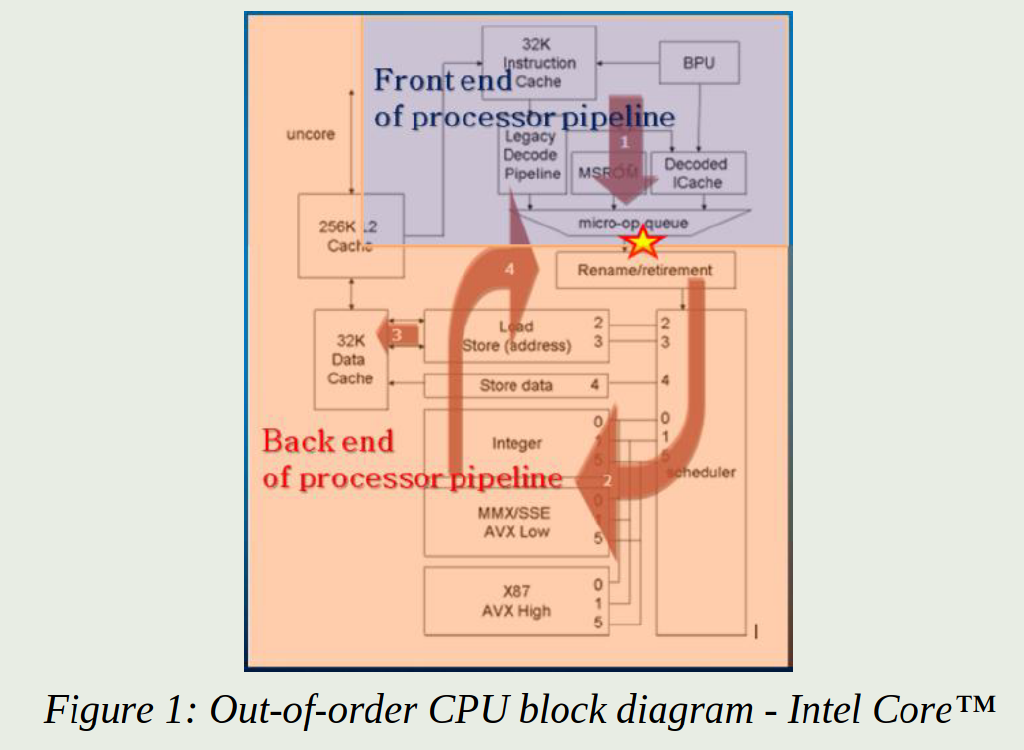 32K
Instruction
Cache
BPU
Front end
of processor pipeline
uncore
1
Legacy
Decode
Pipeline
MSROM
Decoded
ICache
256K L2
Cache
micro-op queue
4
Rename/retirement
32K
Data
Cache
3
Load
Store (address)
2
3
2
3
Store data
4
4
Back end
of processor pipeline
Integer
0
1
5
0
1
5
scheduler
2
MMX/SSE
AVX Low
0
1
5
X87
AVX High
0
1
5
Figure 1: Out-of-order CPU block diagram - Intel Core™